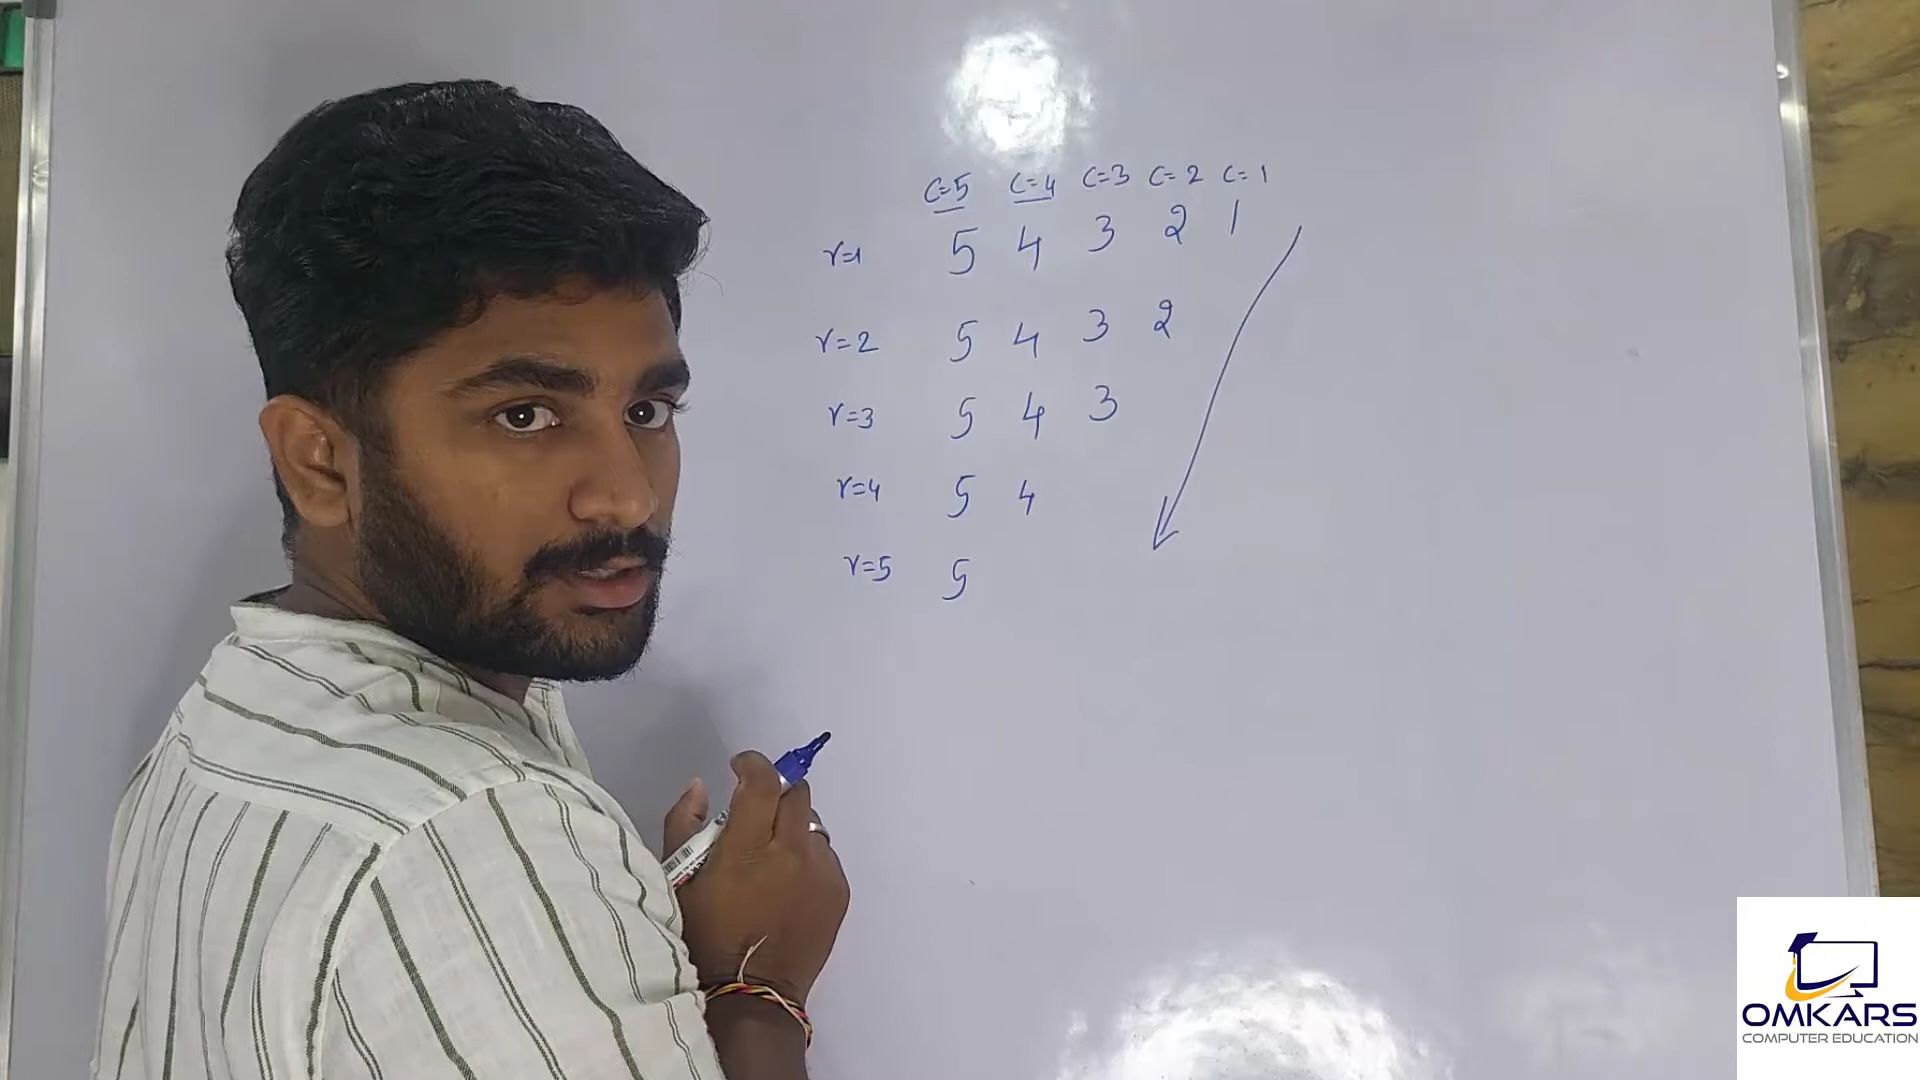 C=5 C=4 C=3 C=2 C=1
r=1 5 4 3 2 1
r=2 5 4 3 2
r=3 5 4 3
r=4 5 4
r=5 5
OMKARS
COMPUTER EDUCATION